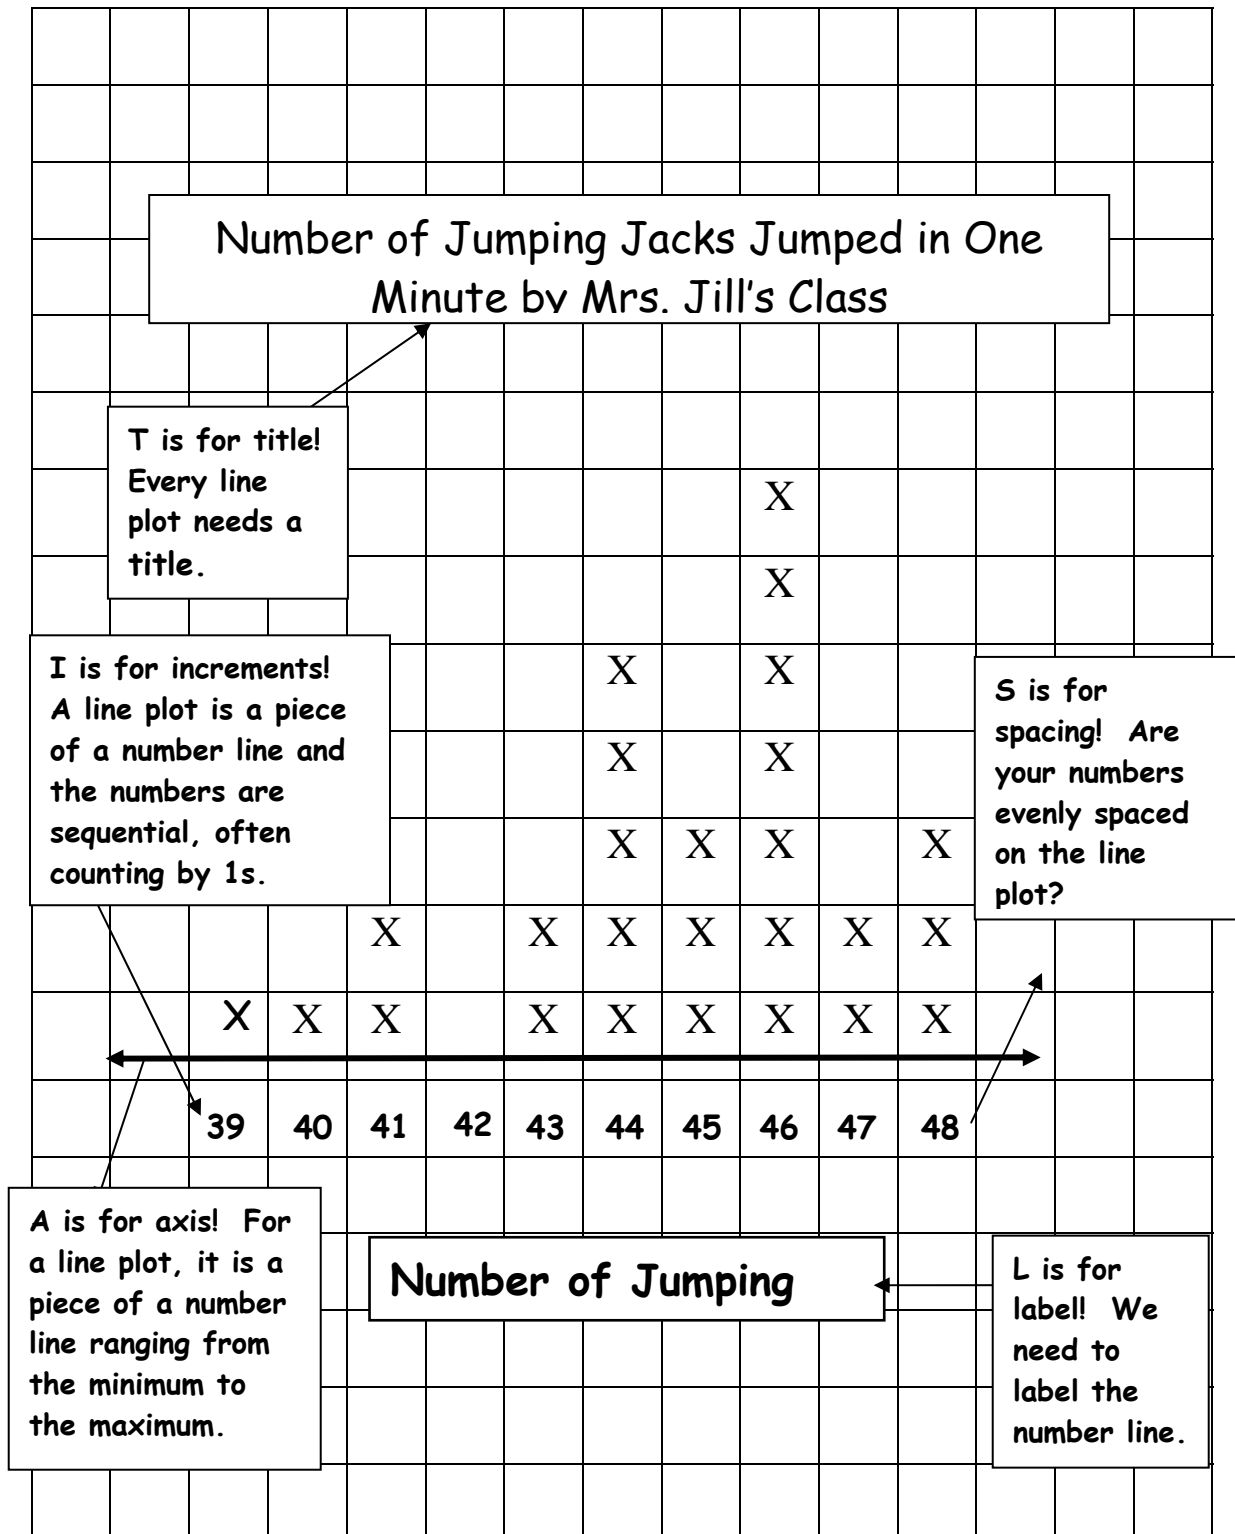 Number of Jumping Jacks Jumped in One
Minute by Mrs. Jill's Class
T is for title!
Every line
plot needs a
title.
X
X
I is for increments!
A line plot is a piece
of a number line and
the numbers are
sequential, often
counting by 1s.
X X
X X
X X X X
S is for
spacing! Are
your numbers
evenly spaced
on the line
plot?
X X X X X X X
X X X X X X X X X
39 40 41 42 43 44 45 46 47 48
A is for axis! For
a line plot, it is a
piece of a number
line ranging from
the minimum to
the maximum.
Number of Jumping
L is for
label! We
need to
label the
number line.